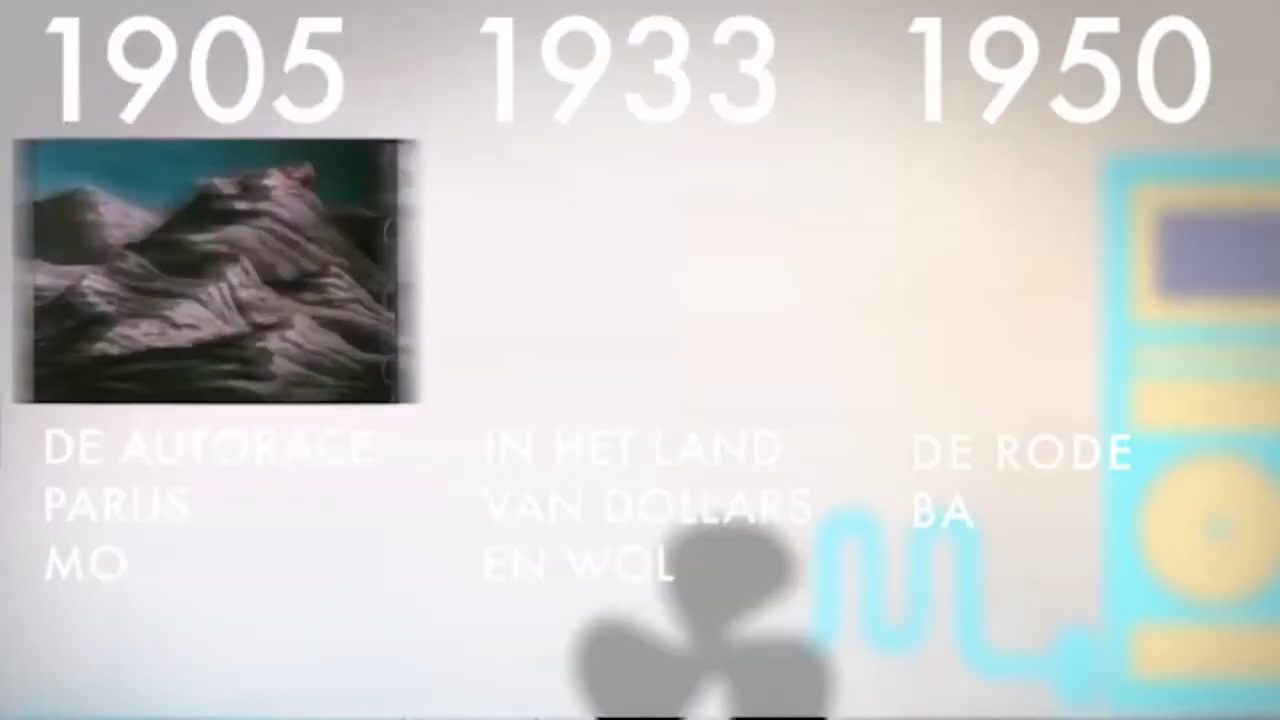 1905 1933 1950
DE AUTORACE
PARIJS
MO
IN HET LAND
VAN DOLLARS
EN WOL
DE RODE
BA